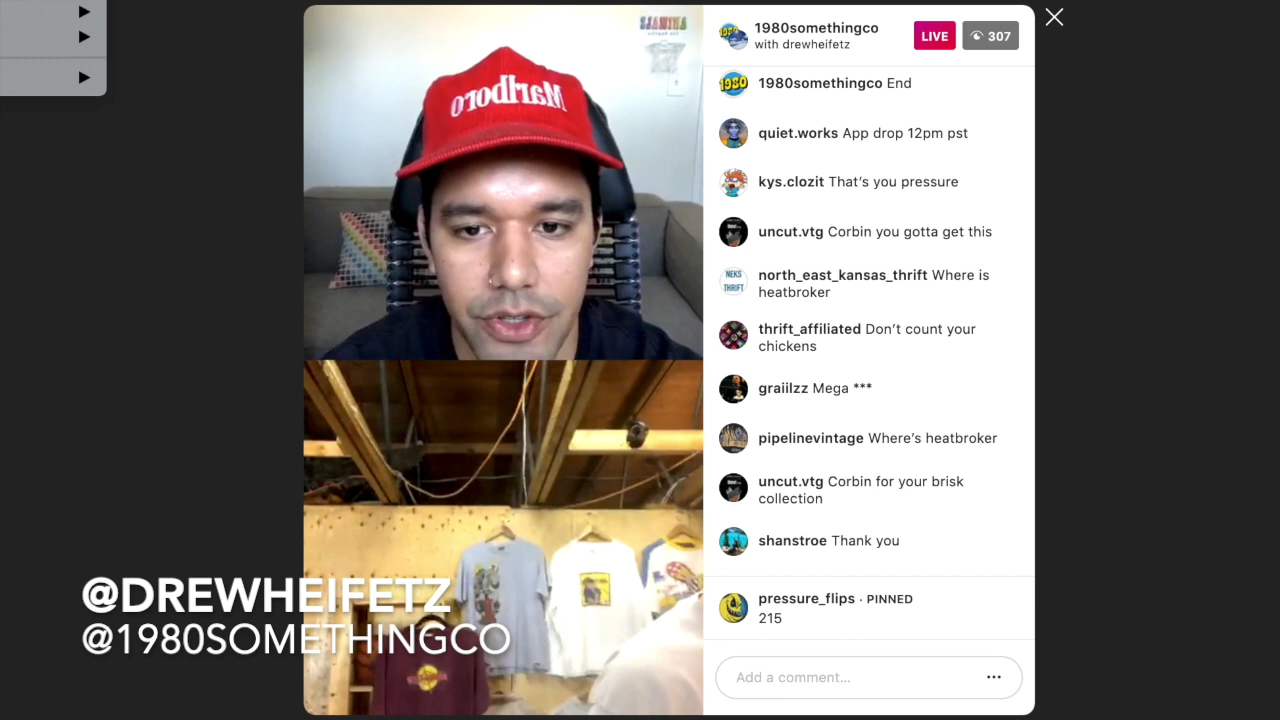 Marlboro
1980somethingco
with drewheifetz
LIVE
307
1980somethingco End
quiet.works App drop 12pm pst
kys.clozit That's you pressure
uncut.vtg Corbin you gotta get this
north_east_kansas_thrift Where is
heatbroker
thrift_affiliated Don't count your
chickens
graiilzz Mega ***
pipelinevintage Where's heatbroker
uncut.vtg Corbin for your brisk
collection
shanstroe Thank you
pressure_flips · PINNED
215
Add a comment...
@DREWHEIFETZ
@1980SOMETHINGCO